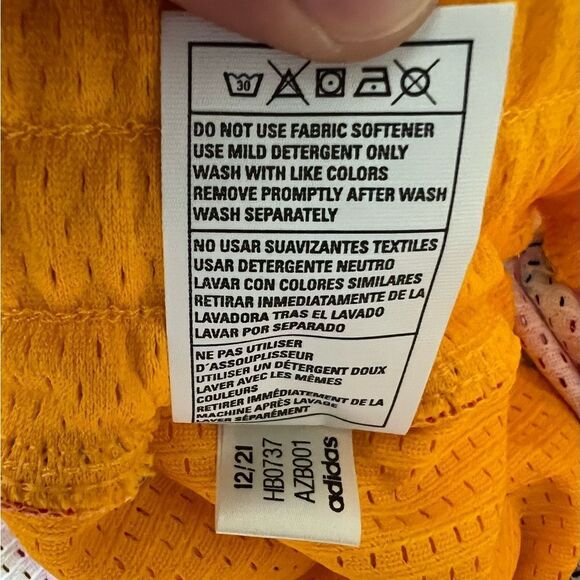 30
DO NOT USE FABRIC SOFTENER
USE MILD DETERGENT ONLY
WASH WITH LIKE COLORS
REMOVE PROMPTLY AFTER WASH
WASH SEPARATELY
NO USAR SUAVIZANTES TEXTILES
USAR DETERGENTE NEUTRO
LAVAR CON COLORES SIMILARES
RETIRAR INMEDIATAMENTE DE LA
LAVADORA TRAS EL LAVADO
LAVAR POR SEPARADO
NE PAS UTILISER
D'ASSOUPLISSEUR
UTILISER UN DÉTERGENT DOUX
LAVER AVEC LES MÊMES
COULEURS
RETIRER IMMÉDIATEMENT DE LA
MACHINE APRÈS LAVAGE
LAVER SÉPARÉMENT
12/21
HB0737
AZB001
adidas